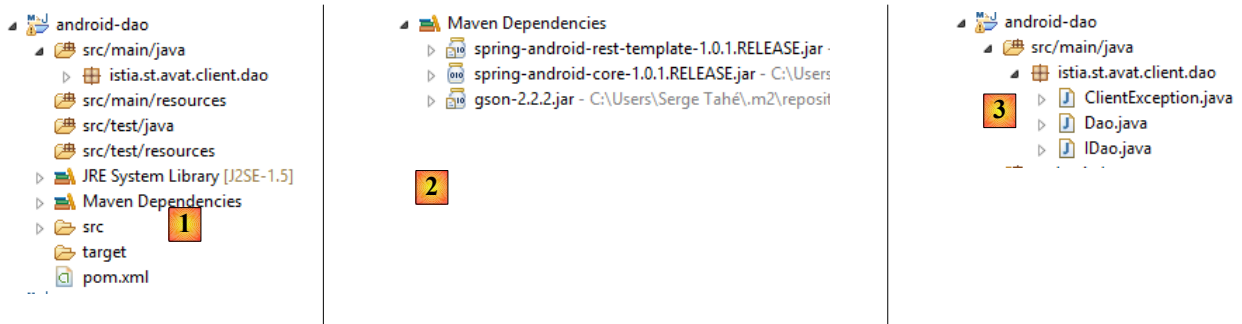 android-dao
src/main/java
istia.st.avat.client.dao
src/main/resources
src/test/java
src/test/resources
JRE System Library [J2SE-1.5]
Maven Dependencies
1
src
target
pom.xml
Maven Dependencies
spring-android-rest-template-1.0.1.RELEASE.jar -
spring-android-core-1.0.1.RELEASE.jar - C:\Users
gson-2.2.2.jar - C:\Users\Serge Tahé\.m2\reposit
2
android-dao
src/main/java
istia.st.avat.client.dao
3
ClientException.java
Dao.java
IDao.java